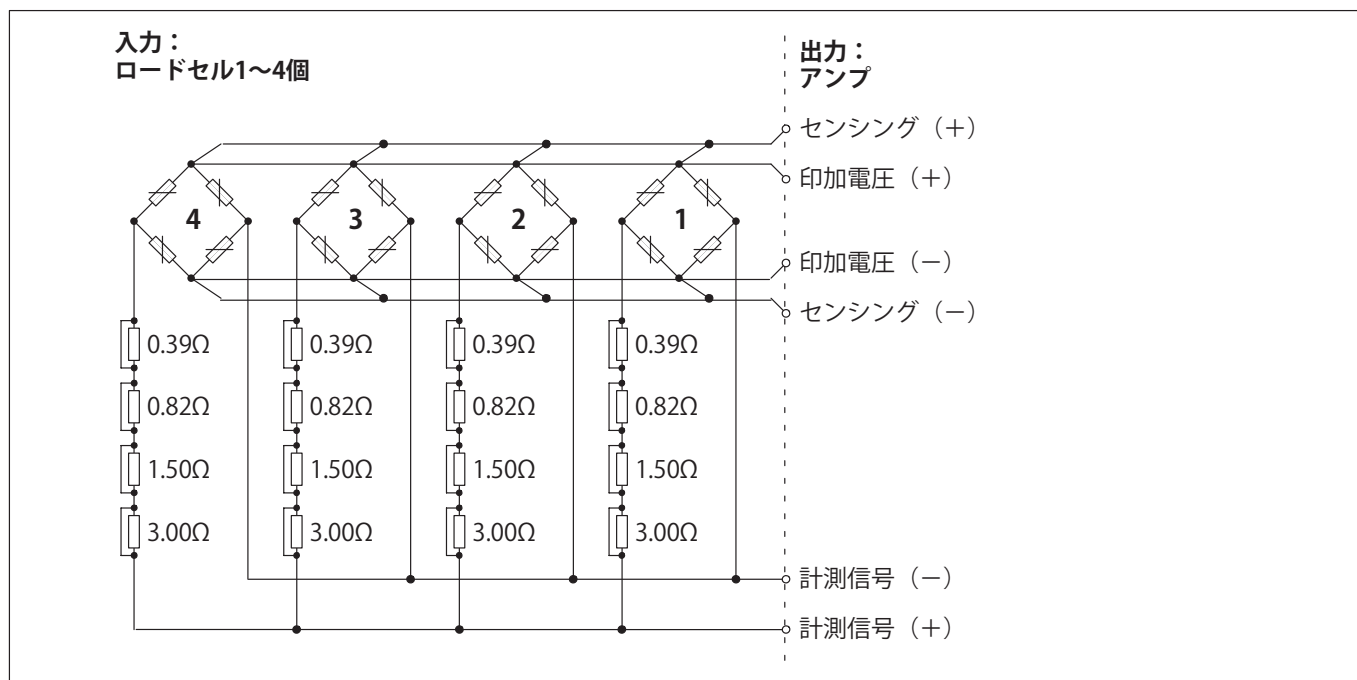 入力：
ロードセル1～4個
出力：
アンプ
センシング（＋）
印加電圧（＋）
4 3 2 1
印加電圧（－）
センシング（－）
0.39Ω 0.39Ω 0.39Ω 0.39Ω
0.82Ω 0.82Ω 0.82Ω 0.82Ω
1.50Ω 1.50Ω 1.50Ω 1.50Ω
3.00Ω 3.00Ω 3.00Ω 3.00Ω
計測信号（－）
計測信号（＋）